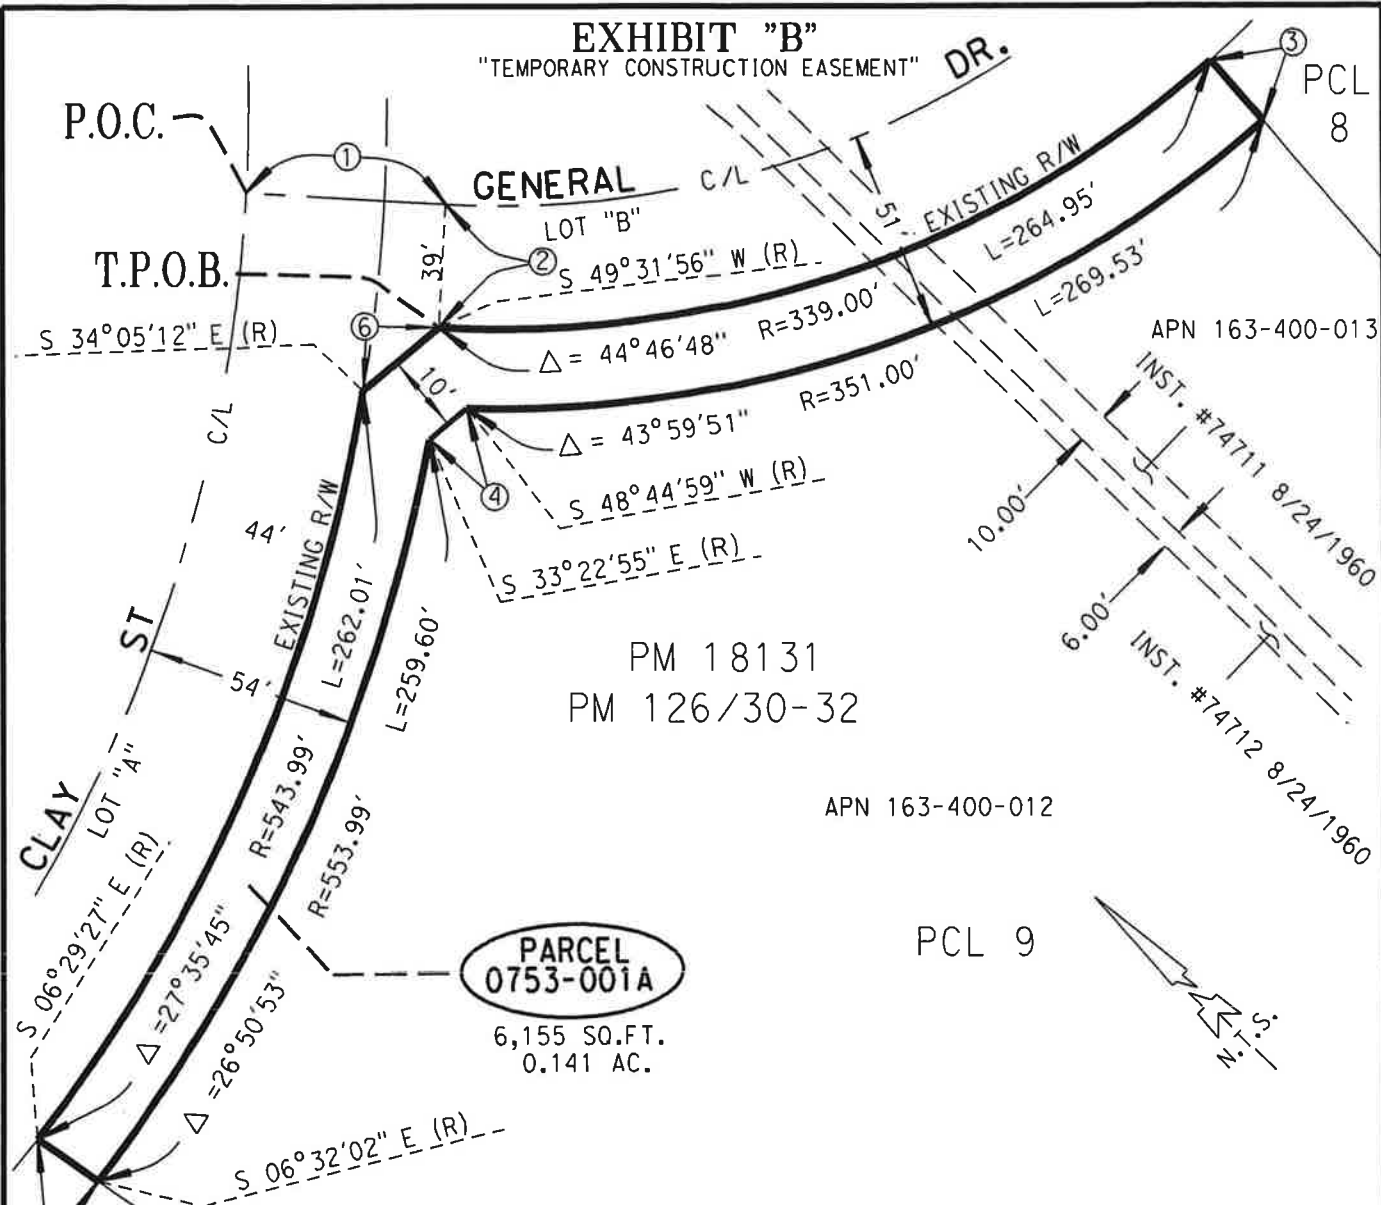 EXHIBIT "B"
"TEMPORARY CONSTRUCTION EASEMENT"
DR.
3
PCL
8
P.O.C.
1
GENERAL
C/L
LOT "B"
EXISTING R/W
51'
39'
2
T.P.O.B.
S 49°31'56" W (R)
L=264.95'
L=269.53'
6
S 34°05'12" E (R)
R=339.00'
Δ = 44°46'48"
APN 163-400-013
10'
R=351.00'
Δ = 43°59'51"
INST. #74711 8/24/1960
C/L
4
S 48°44'59" W (R)
10.00'
44'
EXISTING R/W
S 33°22'55" E (R)
L=262.01'
6.00'
INST. #74712 8/24/1960
ST
L=259.60'
PM 18131
PM 126/30-32
54'
CLAY
LOT "A"
R=543.99'
R=553.99'
APN 163-400-012
S 06°29'27" E (R)
Δ =27°35'45"
PARCEL
0753-001A
6,155 SQ.FT.
0.141 AC.
PCL 9
Δ =26°50'53"
N.T.S.
S 06°32'02" E (R)